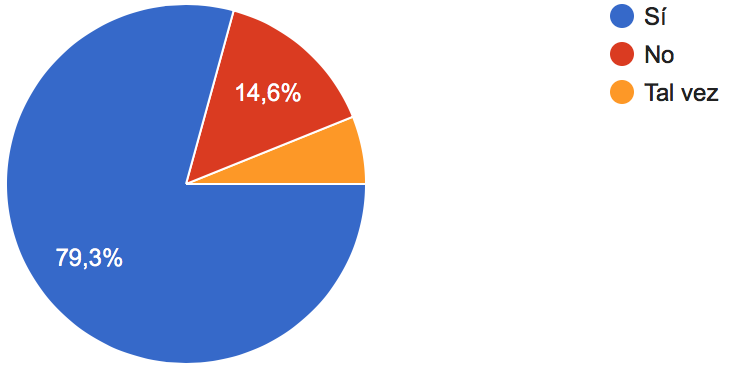 Sí
No
Tal vez
14,6%
79,3%